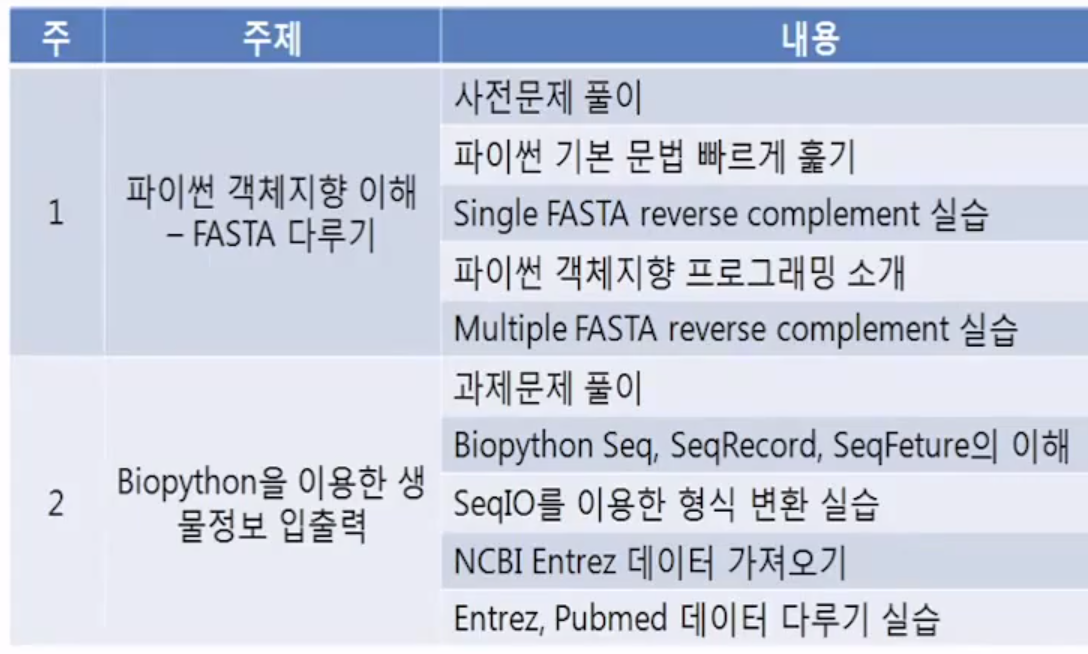 주 주제 내용
1
파이썬 객체지향 이해
– FASTA 다루기
사전문제 풀이
파이썬 기본 문법 빠르게 훑기
Single FASTA reverse complement 실습
파이썬 객체지향 프로그래밍 소개
Multiple FASTA reverse complement 실습
2
Biopython을 이용한 생
물정보 입출력
과제문제 풀이
Biopython Seq, SeqRecord, SeqFeture의 이해
SeqIO를 이용한 형식 변환 실습
NCBI Entrez 데이터 가져오기
Entrez, Pubmed 데이터 다루기 실습